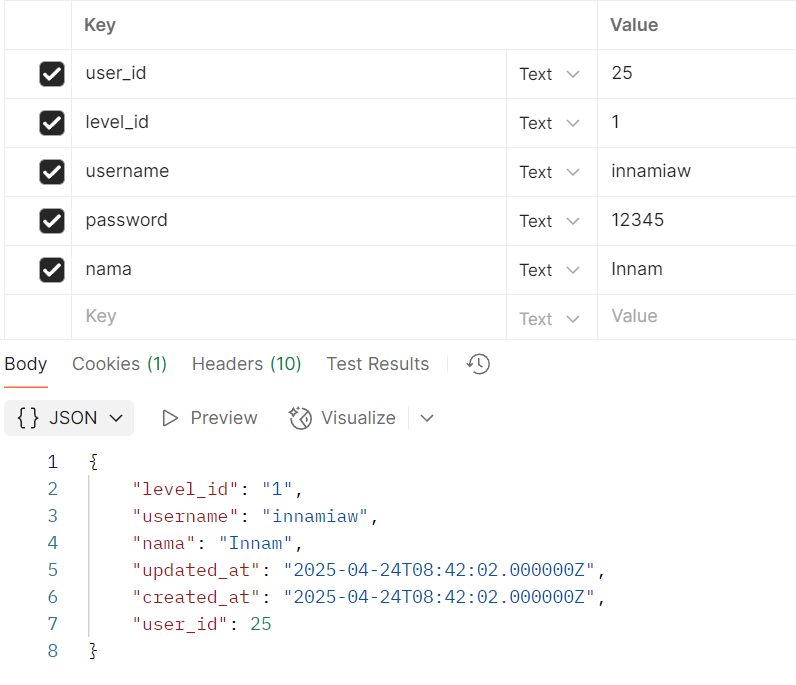 Key Value
user_id Text 25
level_id Text 1
username Text innamiaw
password Text 12345
nama Text Innam
Key Text Value
Body Cookies (1) Headers (10) Test Results
{} JSON Preview Visualize
1 {
2 "level_id": "1",
3 "username": "innamiaw",
4 "nama": "Innam",
5 "updated_at": "2025-04-24T08:42:02.000000Z",
6 "created_at": "2025-04-24T08:42:02.000000Z",
7 "user_id": 25
8 }